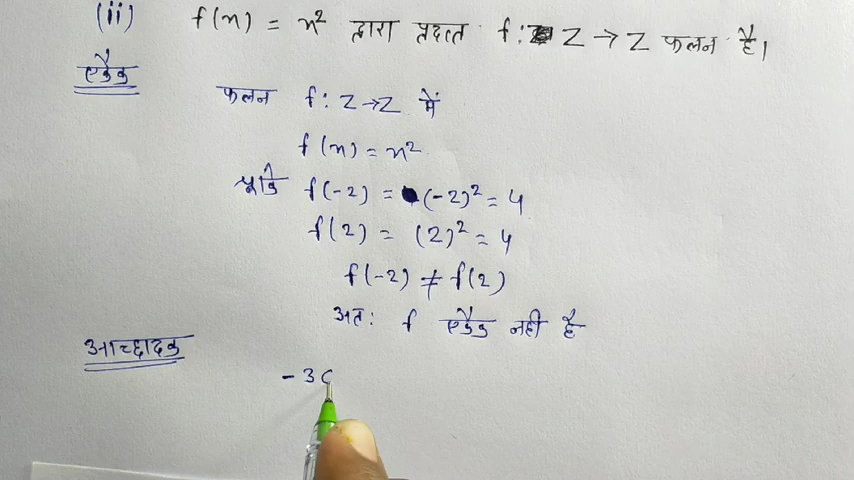 (ii) f(x) = x² द्वारा प्रदत्त f: Z → Z फलन है।
एकैक
फलन f: Z → Z में
f(x) = x²
चूंकि f(-2) = (-2)² = 4
f(2) = (2)² = 4
f(-2) ≠ f(2)
अत: f एकैक नही है
आच्छादक
-3